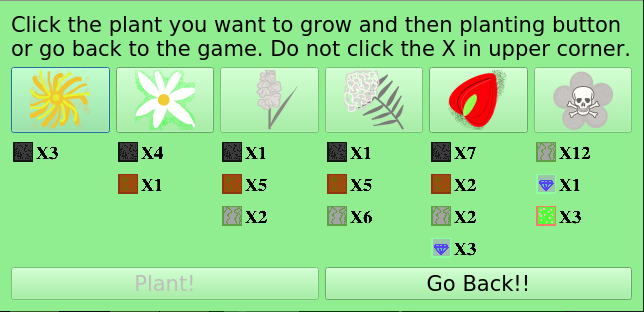 Click the plant you want to grow and then planting button
or go back to the game. Do not click the X in upper corner.
X3 X4 X1 X1 X7 X12
X1 X5 X5 X2 X1
X2 X6 X2 X3
X3
Plant! Go Back!!